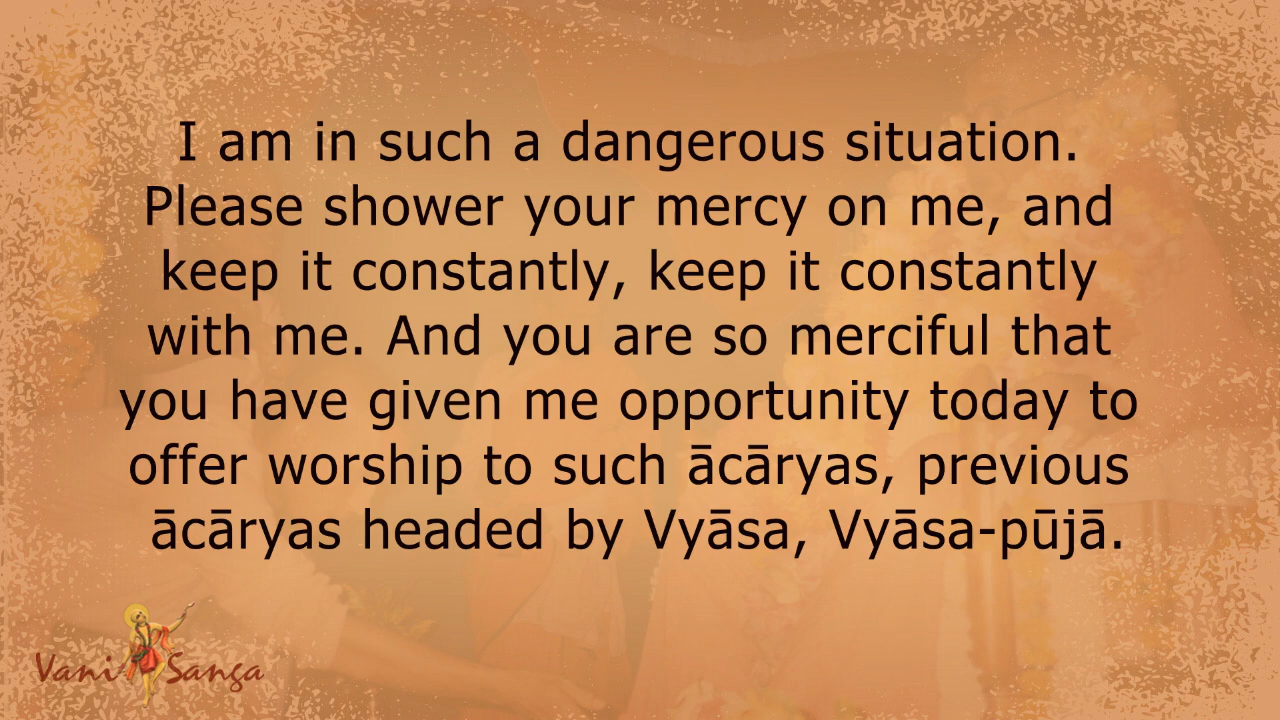 I am in such a dangerous situation.
Please shower your mercy on me, and
keep it constantly, keep it constantly
with me. And you are so merciful that
you have given me opportunity today to
offer worship to such ācāryas, previous
ācāryas headed by Vyāsa, Vyāsa-pūjā.
Vani Sanga